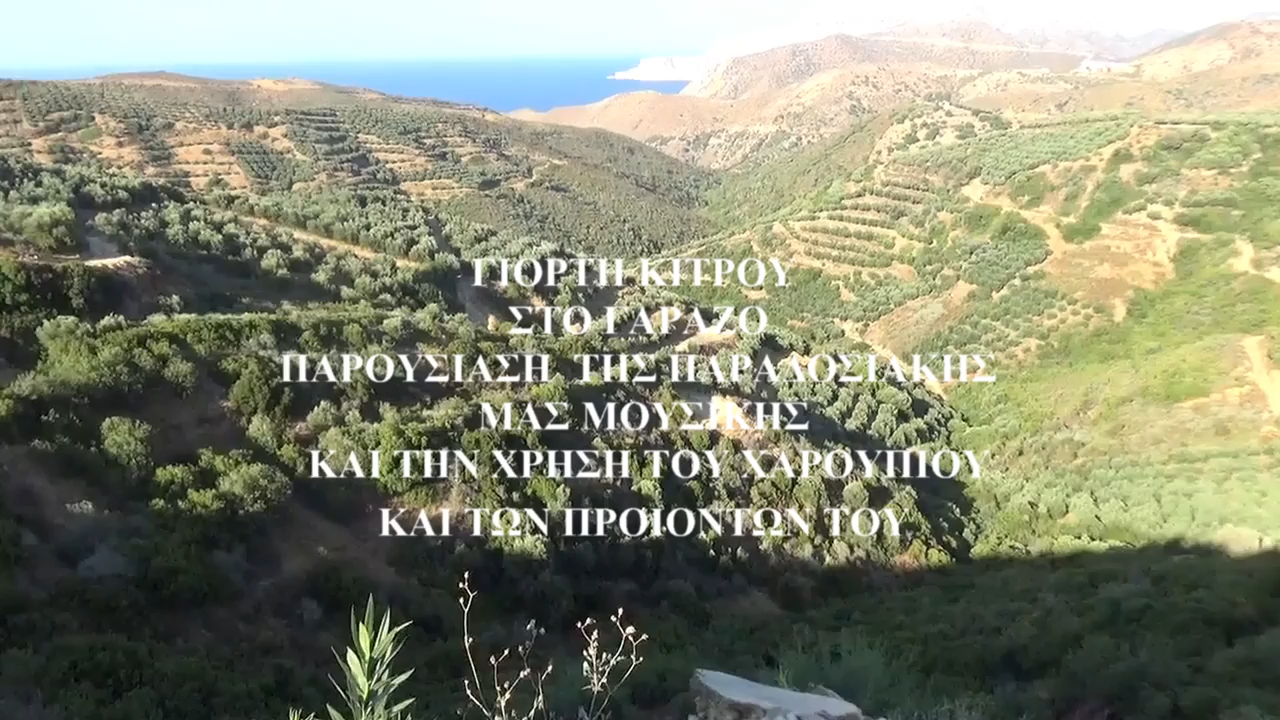 ΓΙΟΡΤΗ ΚΙΤΡΟΥ
ΣΤΟ ΓΑΡΑΖΟ
ΠΑΡΟΥΣΙΑΣΗ ΤΗΣ ΠΑΡΑΔΟΣΙΑΚΗΣ
ΜΑΣ ΜΟΥΣΙΚΗΣ
ΚΑΙ ΤΗΝ ΧΡΗΣΗ ΤΟΥ ΧΑΡΟΥΠΙΟΥ
ΚΑΙ ΤΩΝ ΠΡΟΙΟΝΤΩΝ ΤΟΥ